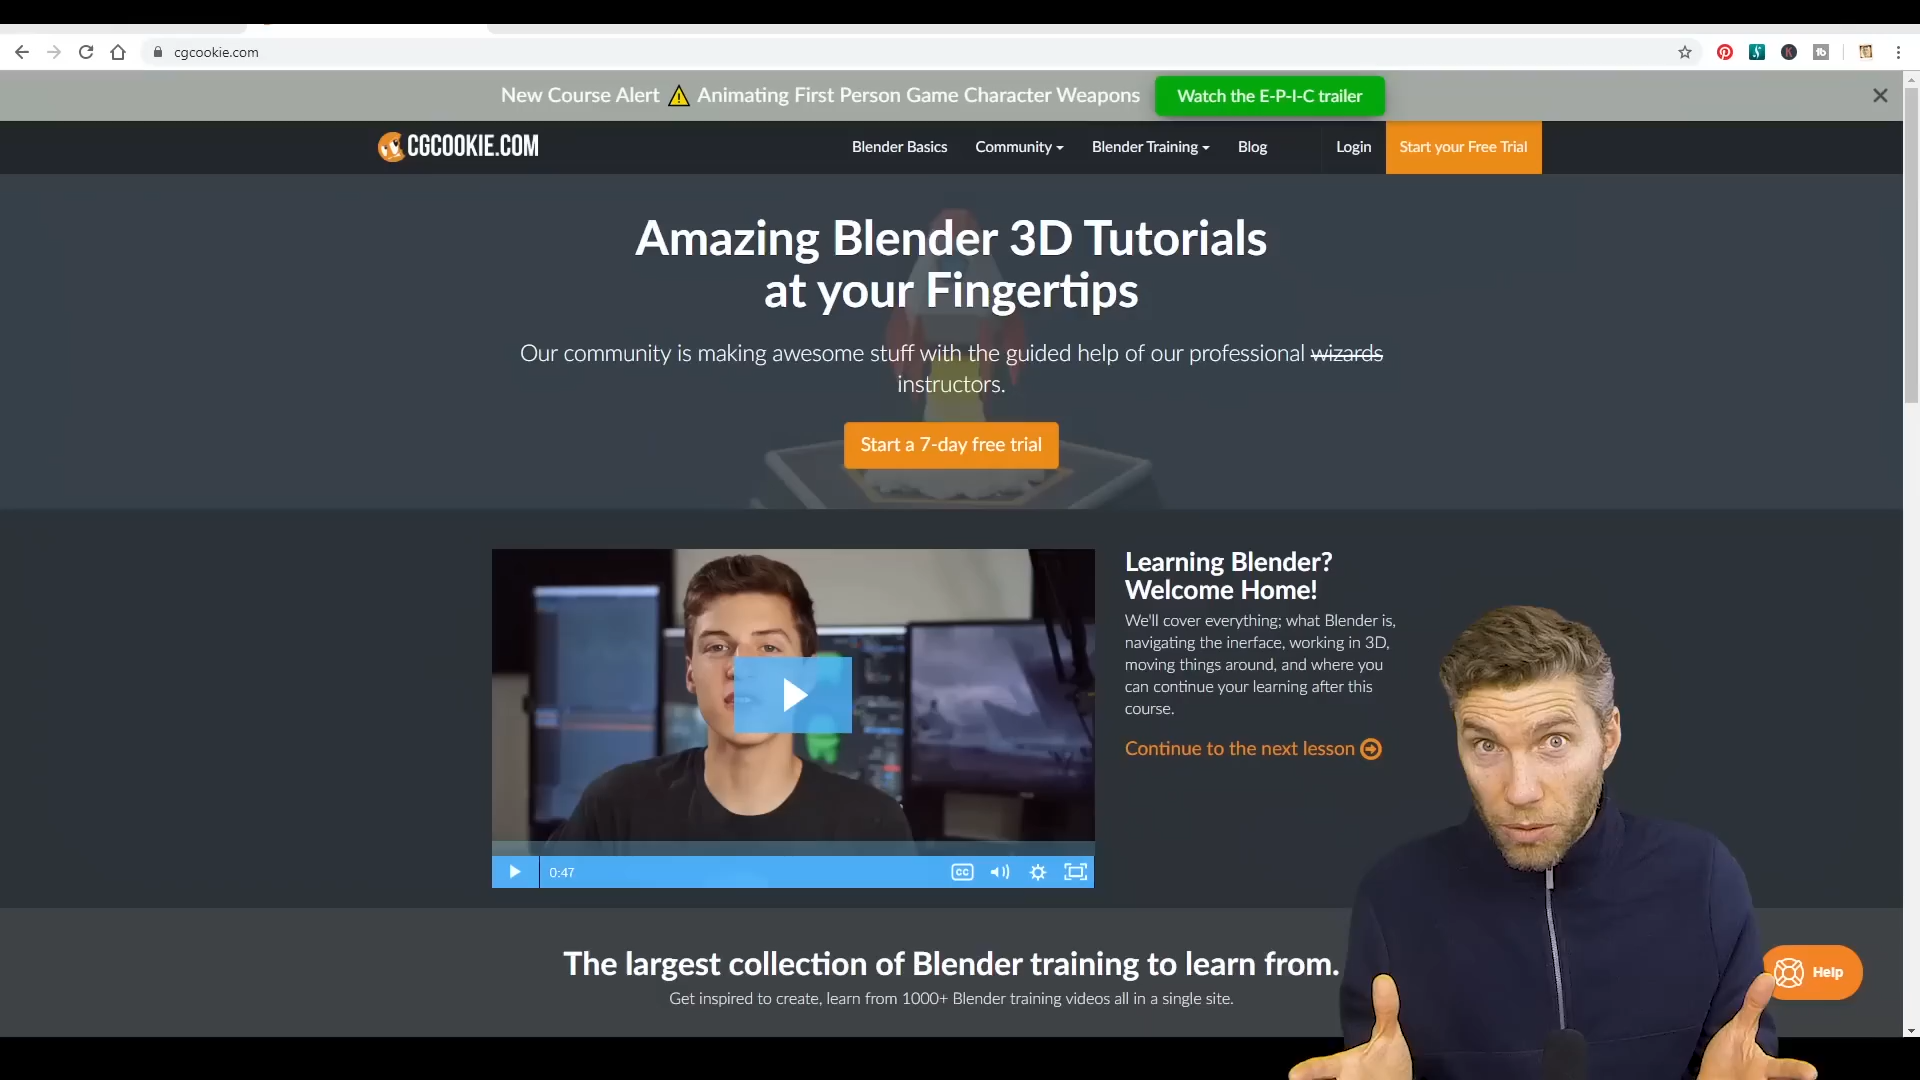 cgcookie.com
New Course Alert ⚠ Animating First Person Game Character Weapons
Watch the E-P-I-C trailer
CGCOOKIE.COM
Blender Basics
Community
Blender Training
Blog
Login
Start your Free Trial
Amazing Blender 3D Tutorials
at your Fingertips
Our community is making awesome stuff with the guided help of our professional wizards
instructors.
Start a 7-day free trial
Learning Blender?
Welcome Home!
We'll cover everything; what Blender is,
navigating the inerface, working in 3D,
moving things around, and where you
can continue your learning after this
course.
Continue to the next lesson
0:47
CC
The largest collection of Blender training to learn from.
Get inspired to create, learn from 1000+ Blender training videos all in a single site.
Help